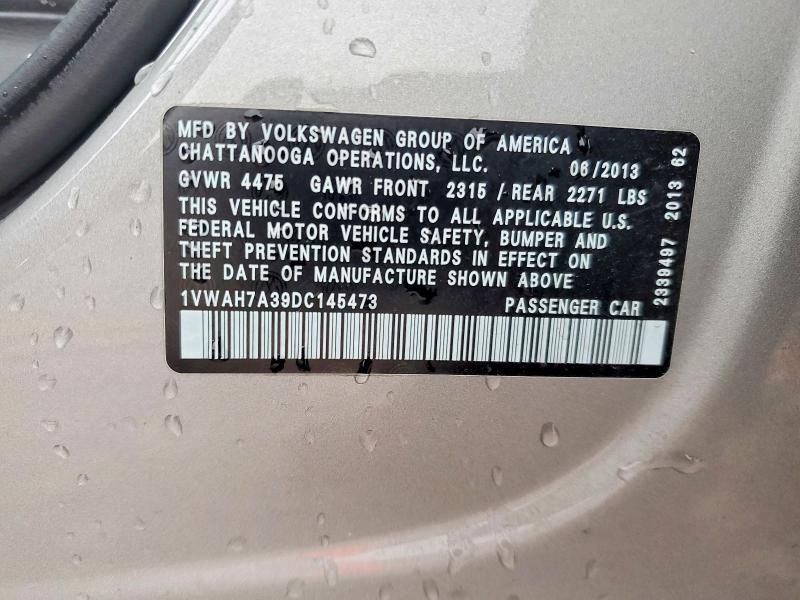 MFD BY VOLKSWAGEN GROUP OF AMERICA
CHATTANOOGA OPERATIONS, LLC. 06/2013
GVWR 4475 GAWR FRONT 2315 / REAR 2271 LBS
THIS VEHICLE CONFORMS TO ALL APPLICABLE U.S.
FEDERAL MOTOR VEHICLE SAFETY, BUMPER AND
THEFT PREVENTION STANDARDS IN EFFECT ON
THE DATE OF MANUFACTURE SHOWN ABOVE
1VWAH7A39DC145473 PASSENGER CAR
2339497 2013 62